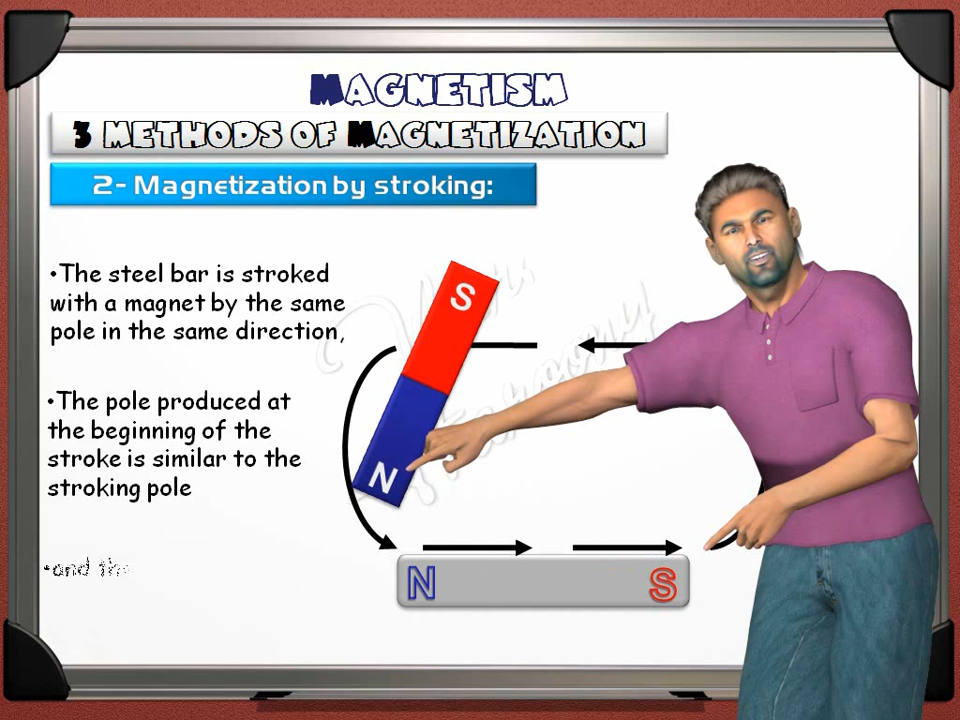 MAGNETISM
3 METHODS OF MAGNETIZATION
2- Magnetization by stroking:
•The steel bar is stroked
with a magnet by the same
pole in the same direction,
•The pole produced at
the beginning of the
stroke is similar to the
stroking pole
•and the
S
N
N
S